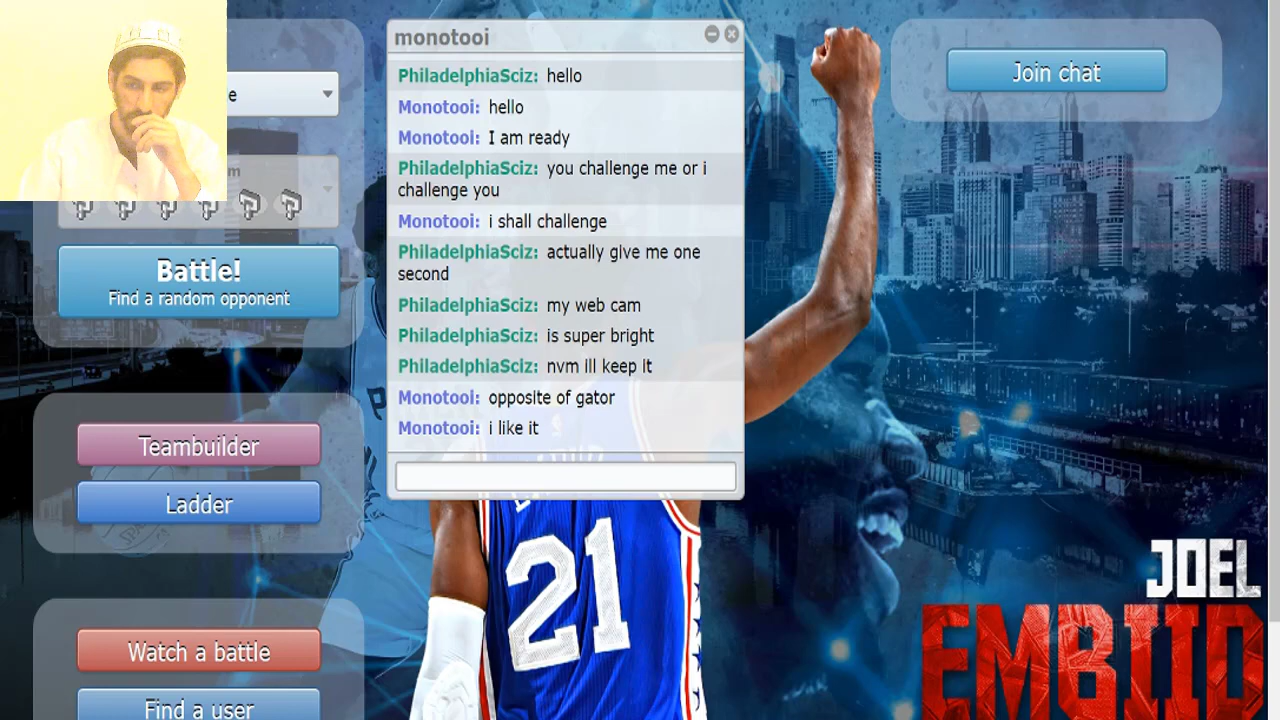 monotooi
PhiladelphiaSciz: hello
Monotooi: hello
Monotooi: I am ready
PhiladelphiaSciz: you challenge me or i
challenge you
Monotooi: i shall challenge
PhiladelphiaSciz: actually give me one
second
PhiladelphiaSciz: my web cam
PhiladelphiaSciz: is super bright
PhiladelphiaSciz: nvm ill keep it
Monotooi: opposite of gator
Monotooi: i like it
Battle!
Find a random opponent
Teambuilder
Ladder
Watch a battle
Find a user
Join chat
21
JOEL
EMBIID